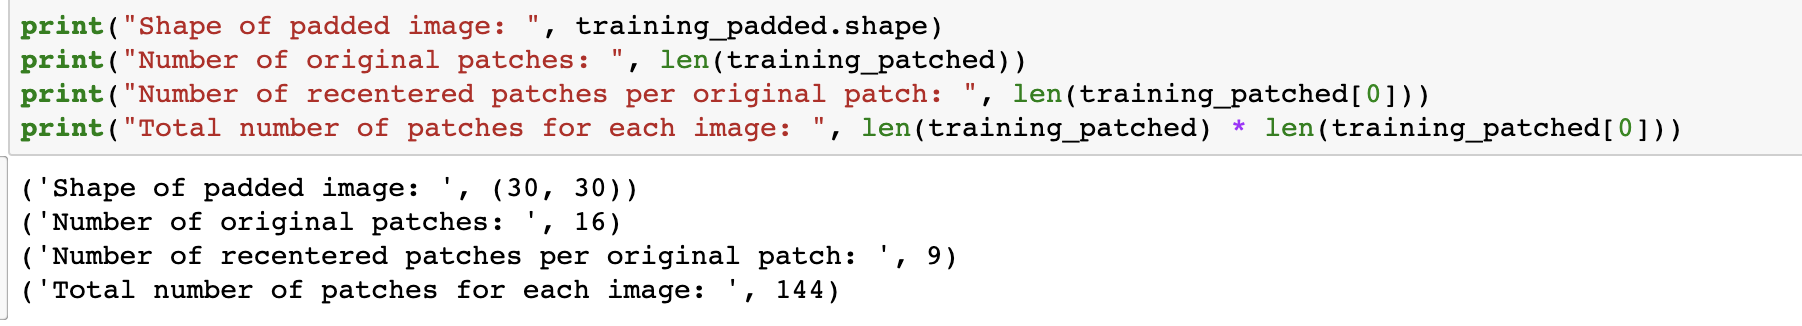 print("Shape of padded image: ", training_padded.shape)
print("Number of original patches: ", len(training_patched))
print("Number of recentered patches per original patch: ", len(training_patched[0]))
print("Total number of patches for each image: ", len(training_patched) * len(training_patched[0]))
('Shape of padded image: ', (30, 30))
('Number of original patches: ', 16)
('Number of recentered patches per original patch: ', 9)
('Total number of patches for each image: ', 144)